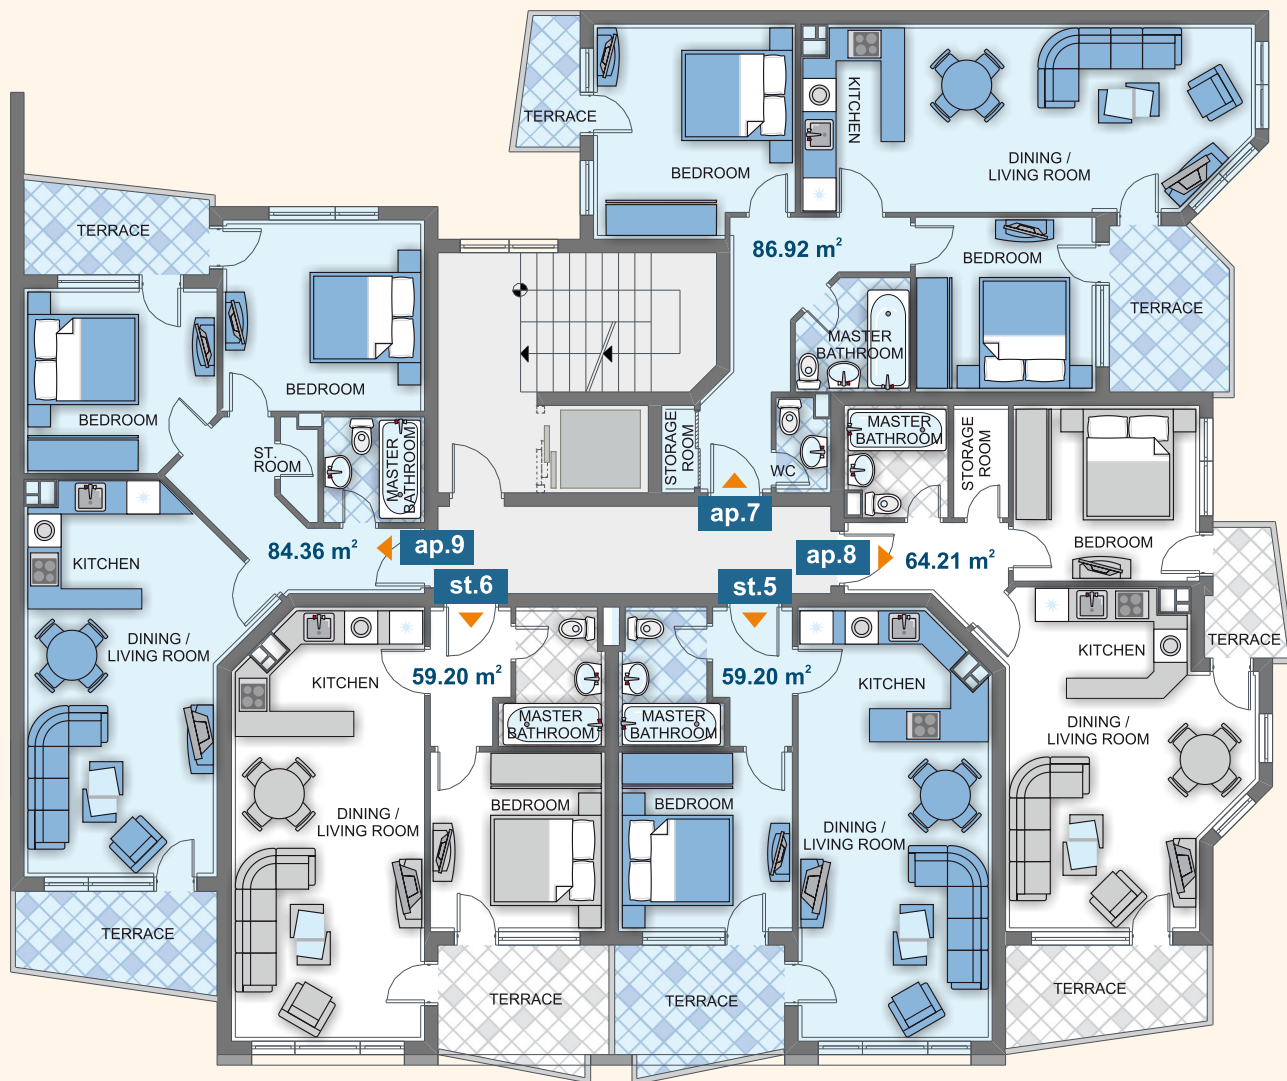 TERRACE
BEDROOM
KITCHEN
DINING /
LIVING ROOM
86.92 m²
BEDROOM
TERRACE
MASTER
BATHROOM
STORAGE
ROOM
WC
ap.7
TERRACE
BEDROOM
BEDROOM
ST.
ROOM
MASTER
BATHROOM
84.36 m²
ap.9
KITCHEN
DINING /
LIVING ROOM
TERRACE
MASTER
BATHROOM
STORAGE
ROOM
ap.8
64.21 m²
BEDROOM
TERRACE
KITCHEN
DINING /
LIVING ROOM
TERRACE
st.6
59.20 m²
KITCHEN
MASTER
BATHROOM
BEDROOM
DINING /
LIVING ROOM
TERRACE
st.5
59.20 m²
KITCHEN
MASTER
BATHROOM
BEDROOM
DINING /
LIVING ROOM
TERRACE